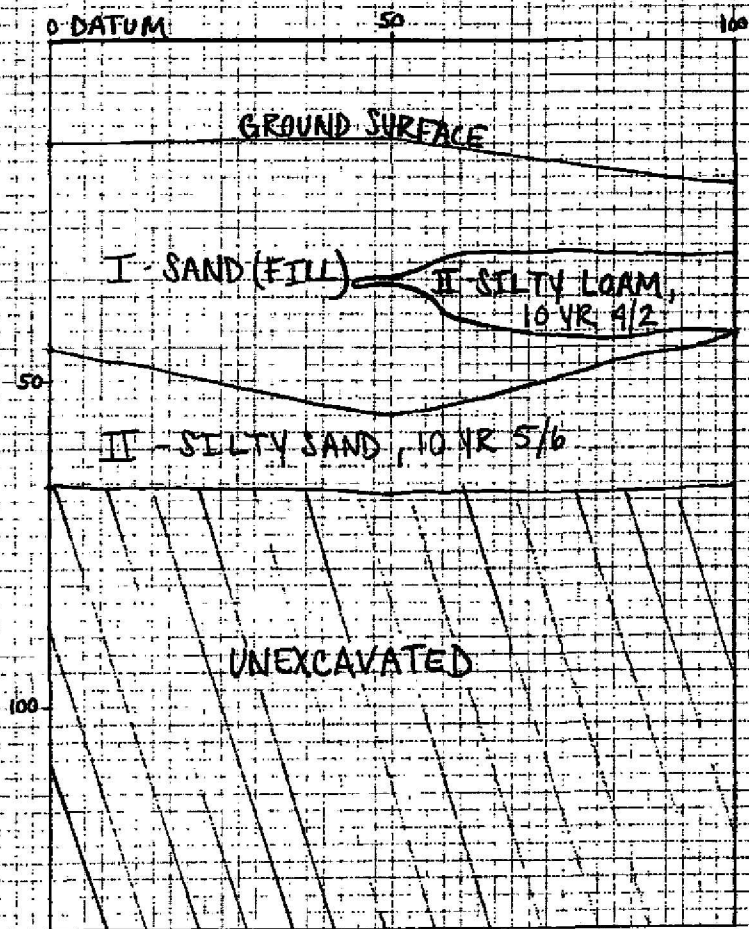 0 DATUM 50 100
GROUND SURFACE
I - SAND (FILL)
II - SILTY LOAM,
10 YR 4/2
50
II - SILTY SAND, 10 YR 5/6
UNEXCAVATED
100